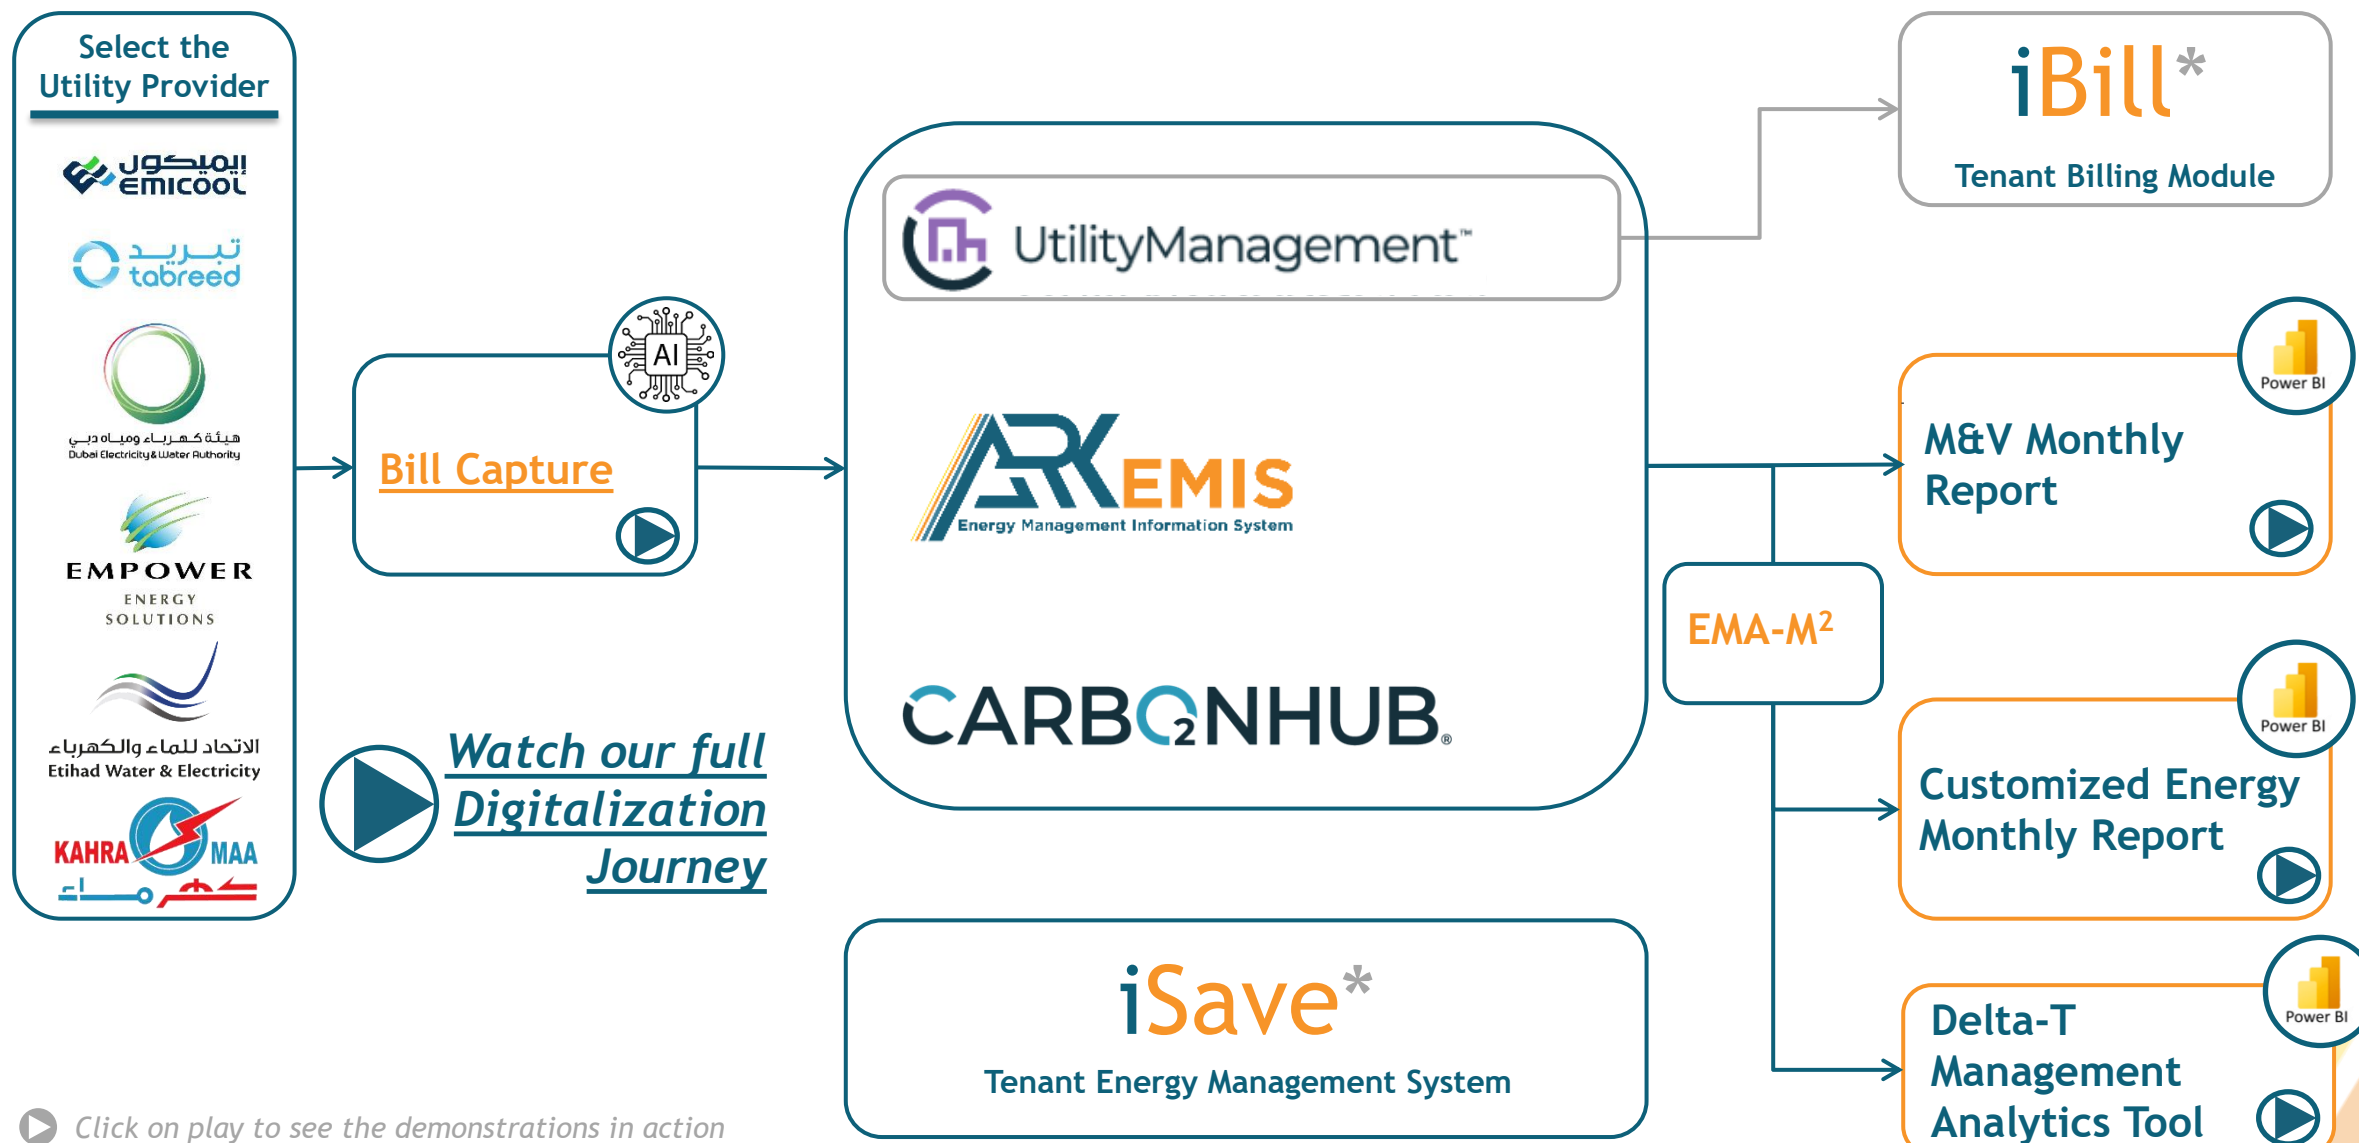 Select the
Utility Provider
إيميكول
EMICOOL
تبريد
tabreed
هيئة كهرباء ومياه دبي
Dubai Electricity & Water Authority
EMPOWER
ENERGY
SOLUTIONS
الاتحاد للماء والكهرباء
Etihad Water & Electricity
KAHRA MAA
كهرماء
AI
Bill Capture
Watch our full
Digitalization
Journey
UtilityManagement™
ARK EMIS
Energy Management Information System
CARBO2NHUB®
iSave*
Tenant Energy Management System
iBill*
Tenant Billing Module
Power BI
M&V Monthly
Report
EMA-M²
Power BI
Customized Energy
Monthly Report
Power BI
Delta-T
Management
Analytics Tool
Click on play to see the demonstrations in action